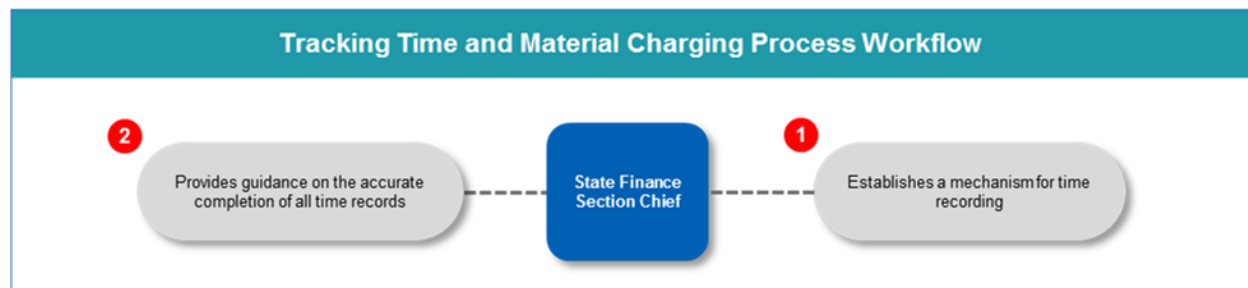 Tracking Time and Material Charging Process Workflow
2
Provides guidance on the accurate
completion of all time records
State Finance
Section Chief
1
Establishes a mechanism for time
recording